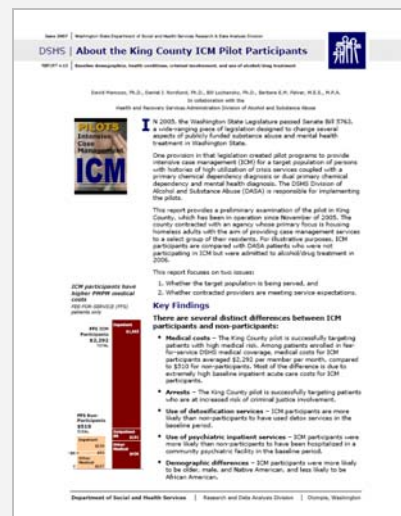 June 2007 | Washington State Department of Social and Health Services Research & Data Analysis Division
DSHS | About the King County ICM Pilot Participants
Baseline demographics, health conditions, criminal involvement, and use of alcohol/drug treatment
David Mancuso, Ph.D., Daniel J. Nordlund, Ph.D., Bill Luchansky, Ph.D., Barbara E.M. Felver, M.E.S., M.P.A.
In collaboration with the
Health and Recovery Services Administration Division of Alcohol and Substance Abuse
PILOTS
Intensive
Case
Management
ICM
IN 2005, the Washington State Legislature passed Senate Bill 5763,
a wide-ranging piece of legislation designed to change several
aspects of publicly funded substance abuse and mental health
treatment in Washington State.
One provision in that legislation created pilot programs to provide
intensive case management (ICM) for a target population of persons
with histories of high utilization of crisis services coupled with a
primary chemical dependency diagnosis or dual primary chemical
dependency and mental health diagnosis. The DSHS Division of
Alcohol and Substance Abuse (DASA) is responsible for implementing
the pilots.
This report provides a preliminary examination of the pilot in King
County, which has been in operation since November of 2005. The
county contracted with an agency whose primary focus is housing
homeless adults with the aim of providing case management services
to a select group of their residents. For illustrative purposes, ICM
participants are compared with DASA patients who were not
participating in ICM but were admitted to alcohol/drug treatment in
2006.
This report focuses on two issues:
1. Whether the target population is being served, and
2. Whether contracted providers are meeting service expectations.
Key Findings
There are several distinct differences between ICM
participants and non-participants:
• Medical costs – The King County pilot is successfully targeting
patients with high medical risk. Among patients enrolled in fee-
for-service DSHS medical coverage, medical costs for ICM
participants averaged $2,292 per member per month, compared
to $510 for non-participants. Most of the difference is due to
extremely high baseline inpatient acute care costs for ICM
participants.
• Arrests – The King County pilot is successfully targeting patients
who are at increased risk of criminal justice involvement.
• Use of detoxification services – ICM participants are more
likely than non-participants to have used detox services in the
baseline period.
• Use of psychiatric inpatient services – ICM participants were
more likely than non-participants to have been hospitalized in a
community psychiatric facility in the baseline period.
• Demographic differences – ICM participants were more likely
to be older, male, and Native American, and less likely to be
African American.
ICM participants have
higher PMPM medical
costs
FEE-FOR-SERVICE (FFS)
patients only
FFS ICM
Participants
$2,292
TOTAL
Inpatient
FFS Non-
Participants
$510
TOTAL
Inpatient
Other
Medical
Outpatient
ER
Other
Medical
Department of Social and Health Services | Research and Data Analysis Division | Olympia, Washington